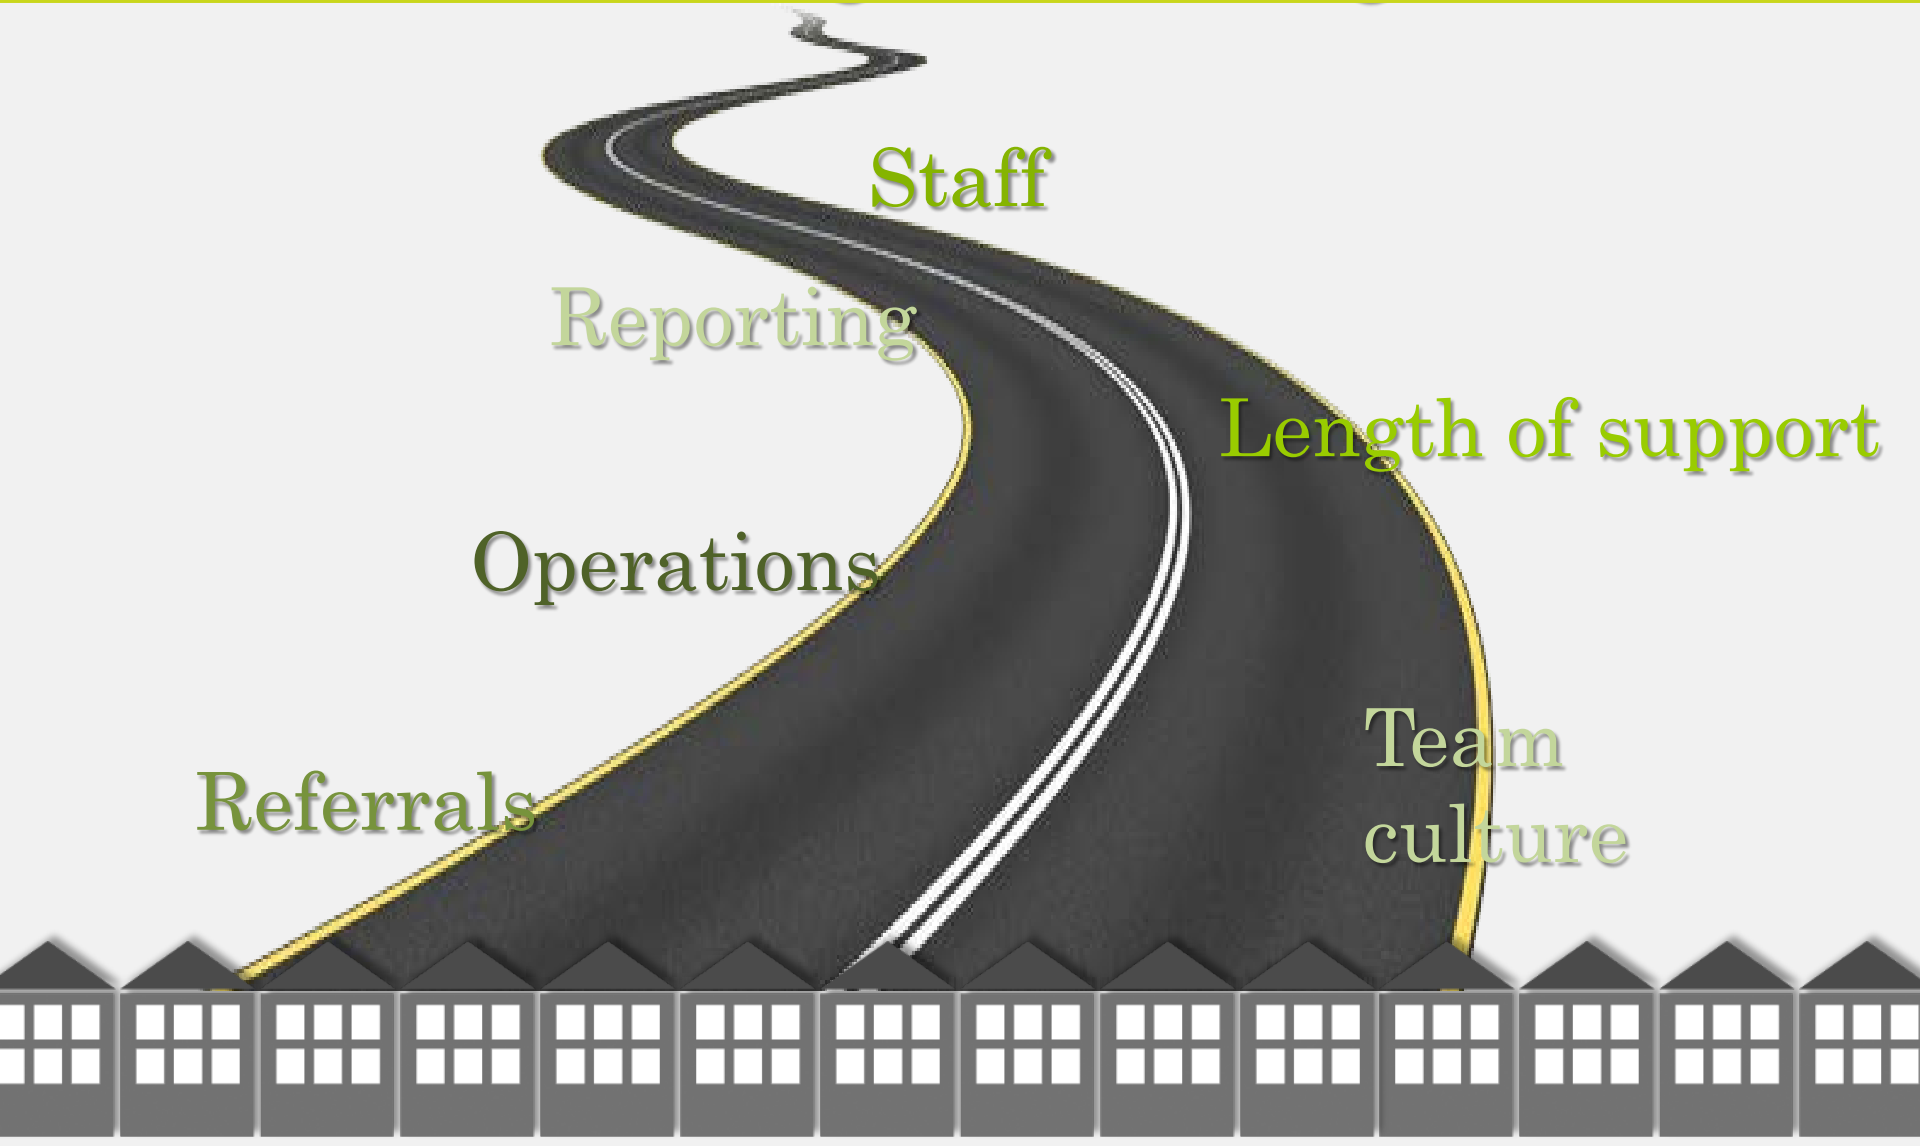 Staff
Reporting
Length of support
Operations
Team
culture
Referrals